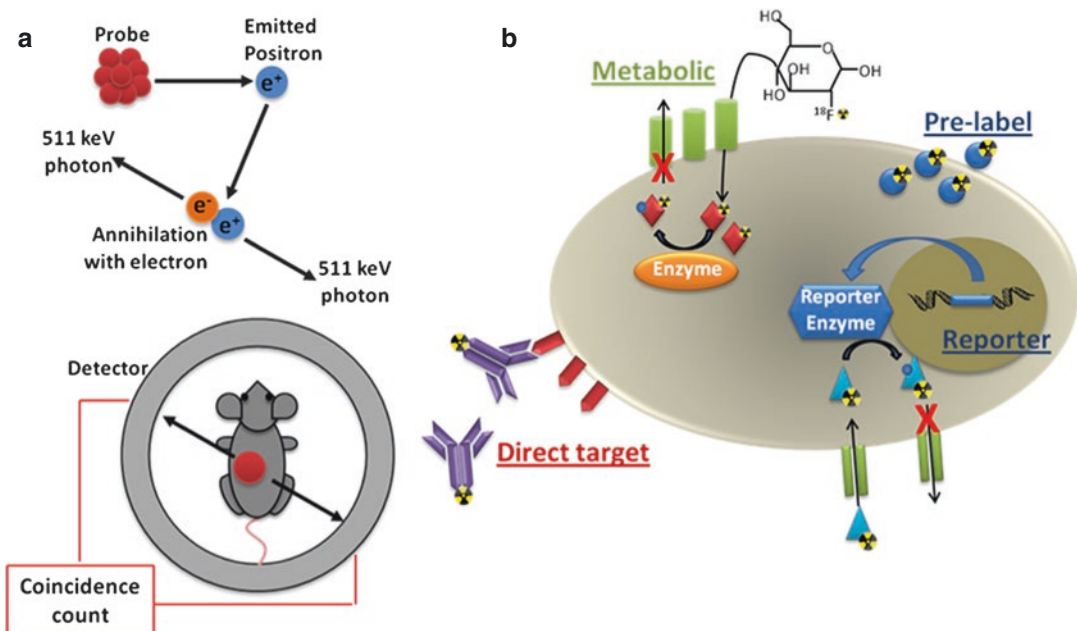 a
Probe
Emitted
Positron
e⁺
511 keV
photon
e⁻
e⁺
Annihilation
with electron
511 keV
photon
Detector
Coincidence
count
b
Metabolic
HO
O
OH
HO
OH
¹⁸F
Pre-label
X
Enzyme
Reporter
Enzyme
Reporter
X
Direct target